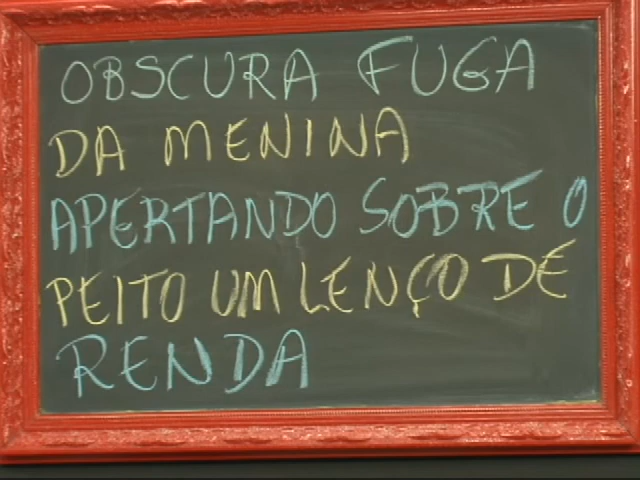 OBSCURA FUGA
DA MENINA
APERTANDO SOBRE O
PEITO UM LENÇO DE
RENDA